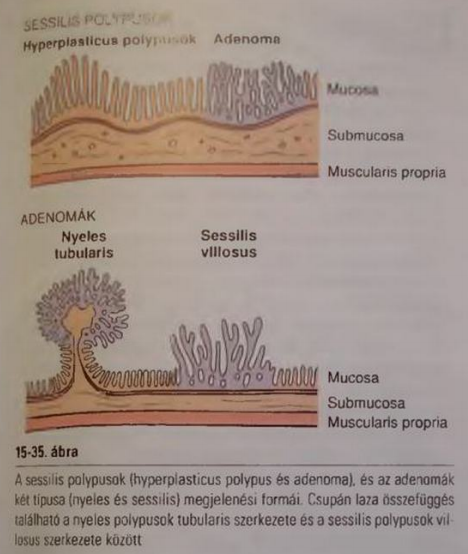 SESSILIS POLYPUSOK
Hyperplasticus polypusok Adenoma
Mucosa
Submucosa
Muscularis propria
ADENOMÁK
Nyeles Sessilis
tubularis villosus
Mucosa
Submucosa
Muscularis propria
15-35. ábra
A sessilis polypusok (hyperplasticus polypus és adenoma), és az adenomák
két típusa (nyeles és sessilis) megjelenési formái. Csupán laza összefüggés
található a nyeles polypusok tubularis szerkezete és a sessilis polypusok vil-
losus szerkezete között